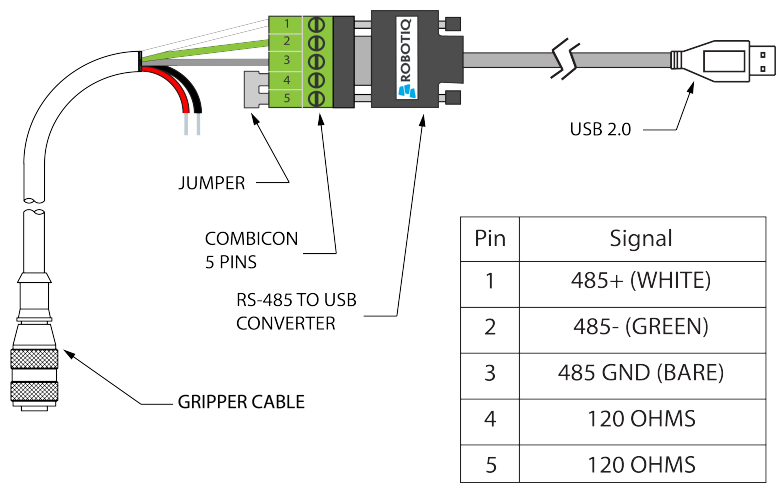 1
2
3
4
5
ROBOTIQ
USB 2.0
JUMPER
COMBICON
5 PINS
RS-485 TO USB
CONVERTER
GRIPPER CABLE
Pin Signal
1 485+ (WHITE)
2 485- (GREEN)
3 485 GND (BARE)
4 120 OHMS
5 120 OHMS